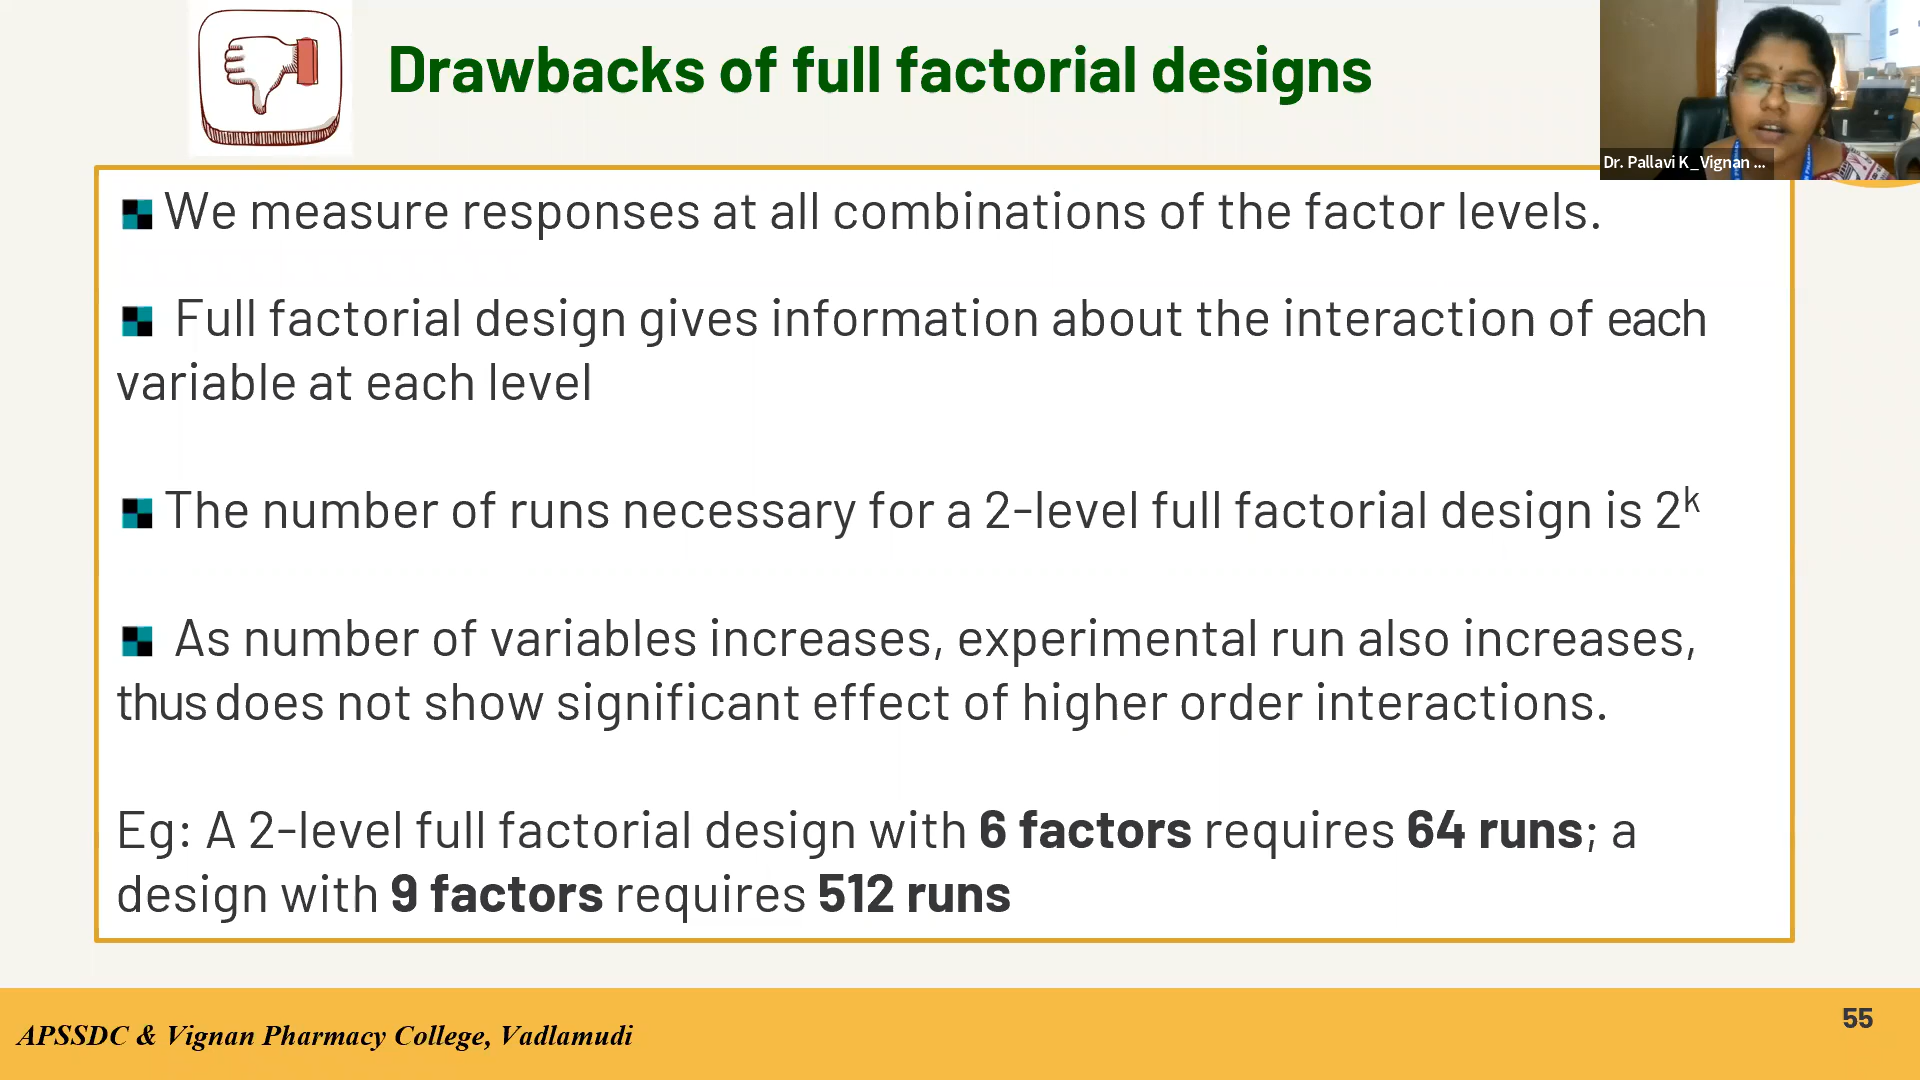 Drawbacks of full factorial designs
Dr. Pallavi K_Vignan ...
We measure responses at all combinations of the factor levels.
Full factorial design gives information about the interaction of each
variable at each level
The number of runs necessary for a 2-level full factorial design is 2ᵏ
As number of variables increases, experimental run also increases,
thus does not show significant effect of higher order interactions.
Eg: A 2-level full factorial design with 6 factors requires 64 runs; a
design with 9 factors requires 512 runs
APSSDC & Vignan Pharmacy College, Vadlamudi
55